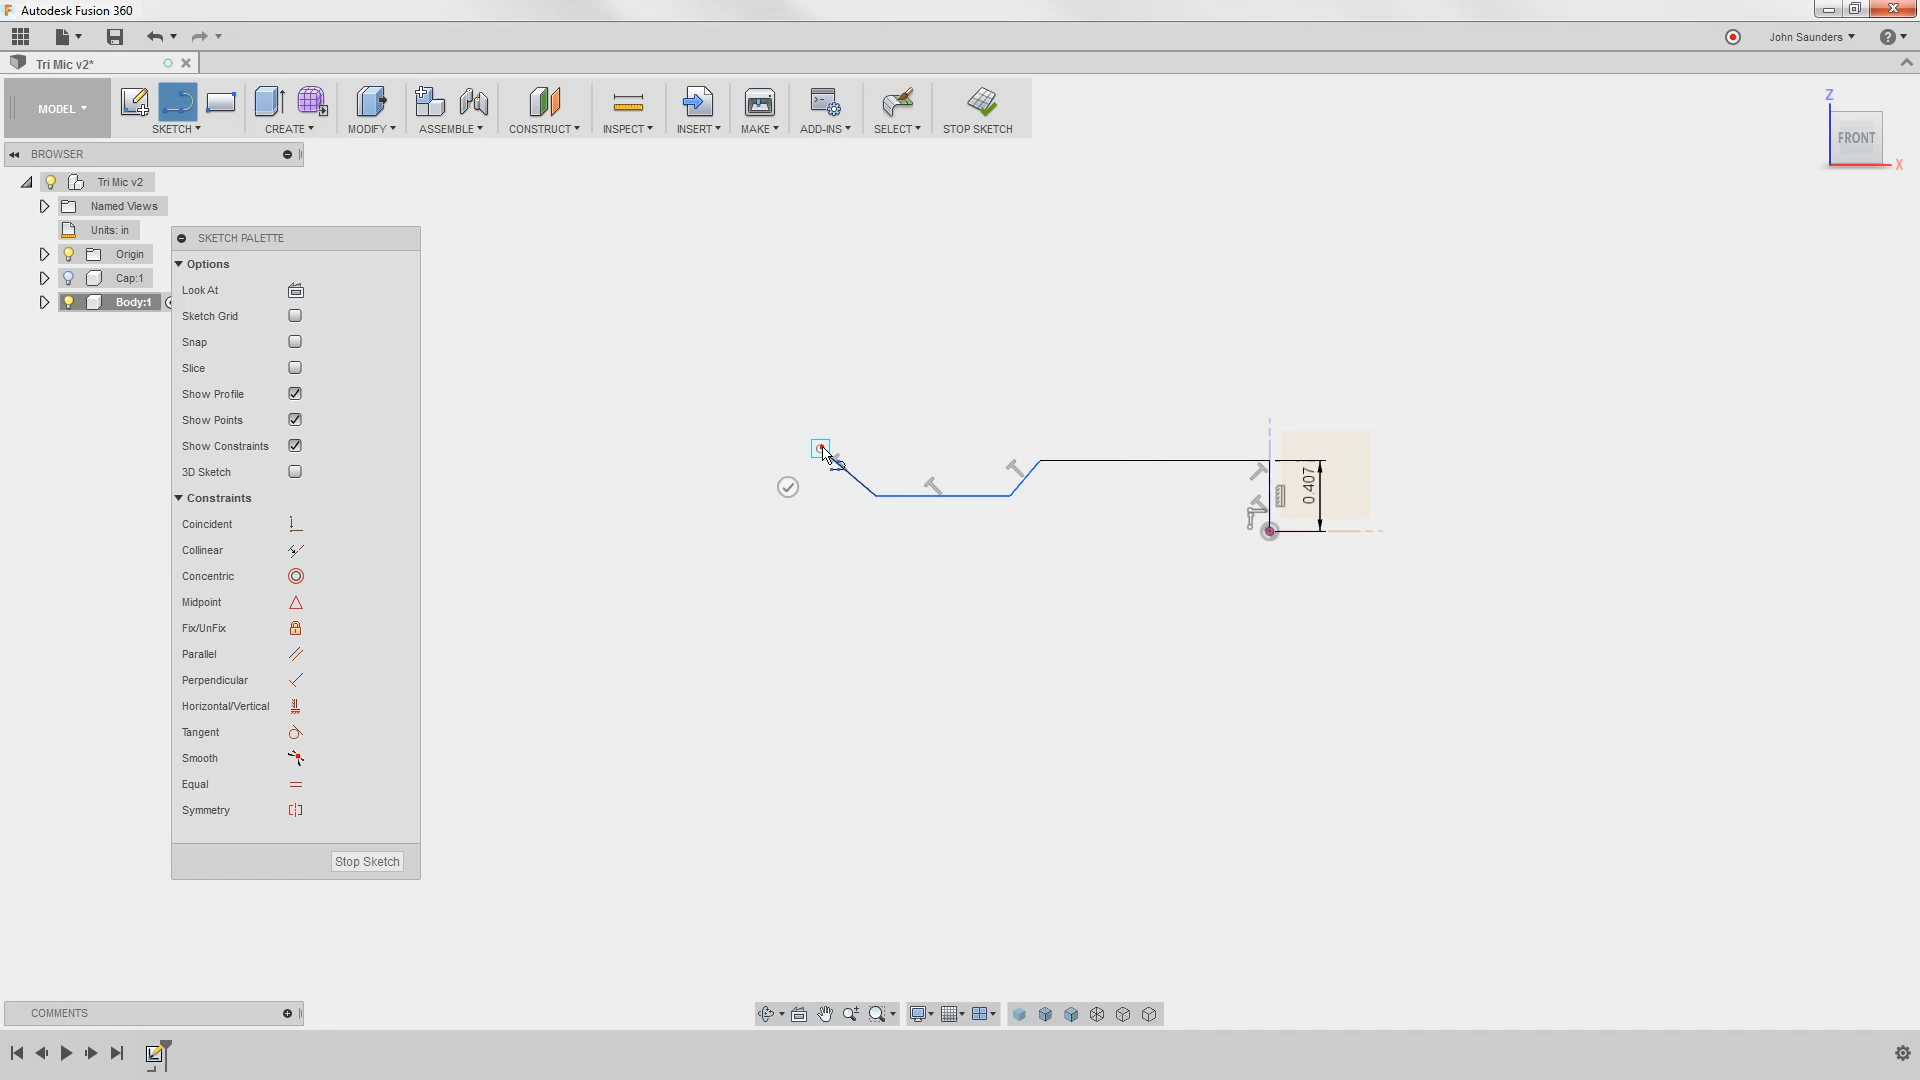 Autodesk Fusion 360
John Saunders
Tri Mic v2*
MODEL
SKETCH
CREATE
MODIFY
ASSEMBLE
CONSTRUCT
INSPECT
INSERT
MAKE
ADD-INS
SELECT
STOP SKETCH
Z
FRONT
X
BROWSER
Tri Mic v2
Named Views
Units: in
Origin
Cap:1
Body:1
SKETCH PALETTE
Options
Look At
Sketch Grid
Snap
Slice
Show Profile
Show Points
Show Constraints
3D Sketch
Constraints
Coincident
Collinear
Concentric
Midpoint
Fix/UnFix
Parallel
Perpendicular
Horizontal/Vertical
Tangent
Smooth
Equal
Symmetry
Stop Sketch
0.407
COMMENTS